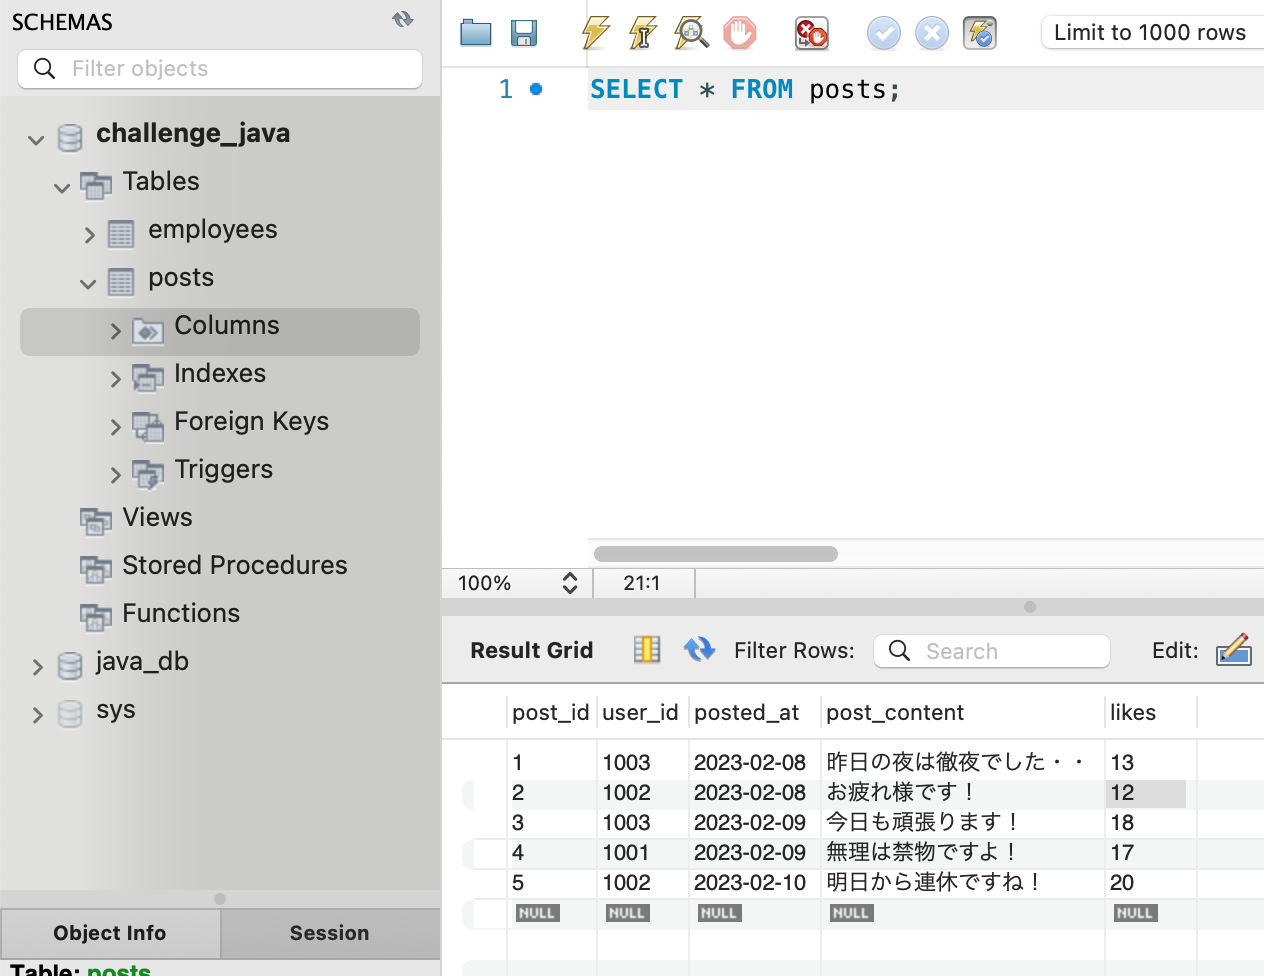 SCHEMAS
Filter objects
challenge_java
Tables
employees
posts
Columns
Indexes
Foreign Keys
Triggers
Views
Stored Procedures
Functions
java_db
sys
Object Info Session
Table: posts
Limit to 1000 rows
1 SELECT * FROM posts;
100% 21:1
Result Grid Filter Rows: Search Edit:
post_id user_id posted_at post_content likes
1 1003 2023-02-08 昨日の夜は徹夜でした・・ 13
2 1002 2023-02-08 お疲れ様です！ 12
3 1003 2023-02-09 今日も頑張ります！ 18
4 1001 2023-02-09 無理は禁物ですよ！ 17
5 1002 2023-02-10 明日から連休ですね！ 20
NULL NULL NULL NULL NULL